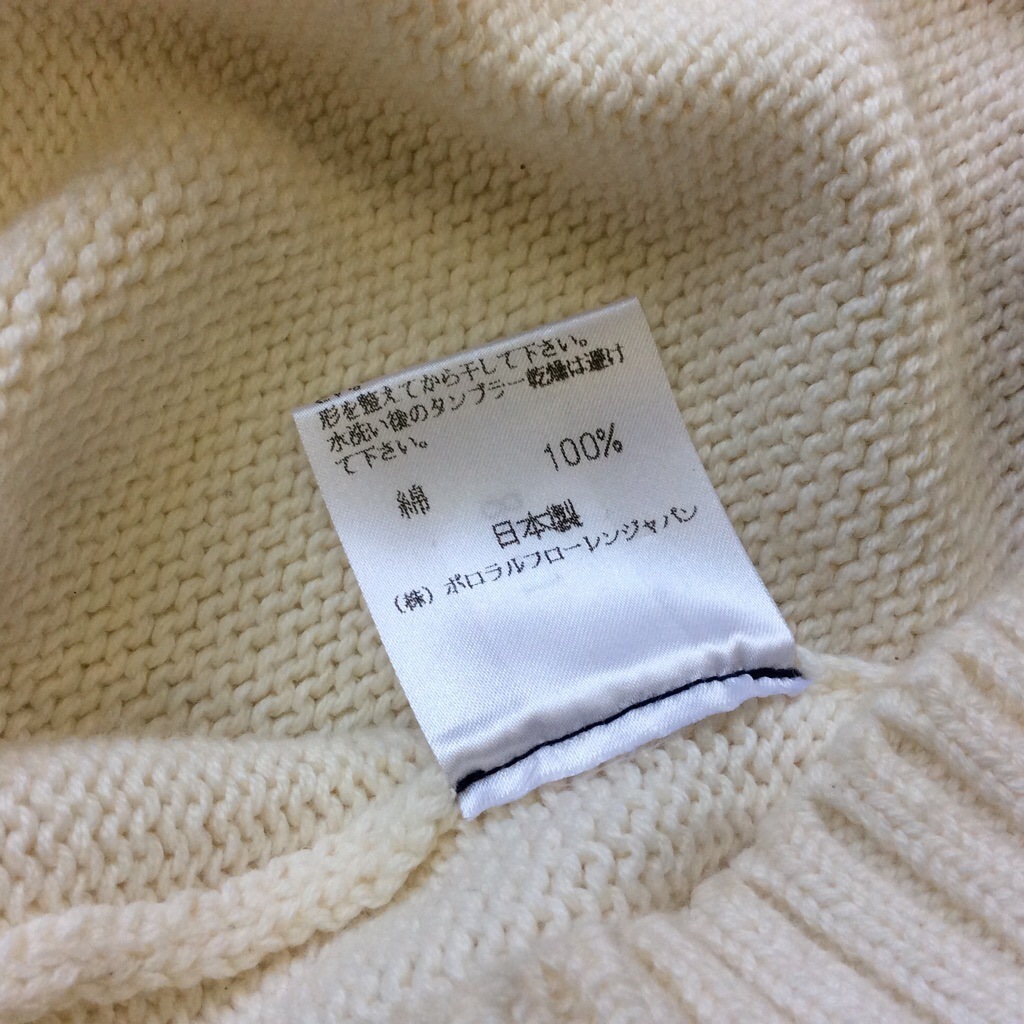 形を整えてから干して下さい。
水洗い後のタンブラー乾燥は避け
て下さい。
綿 100%
日本製
(株) ポロラルフローレンジャパン